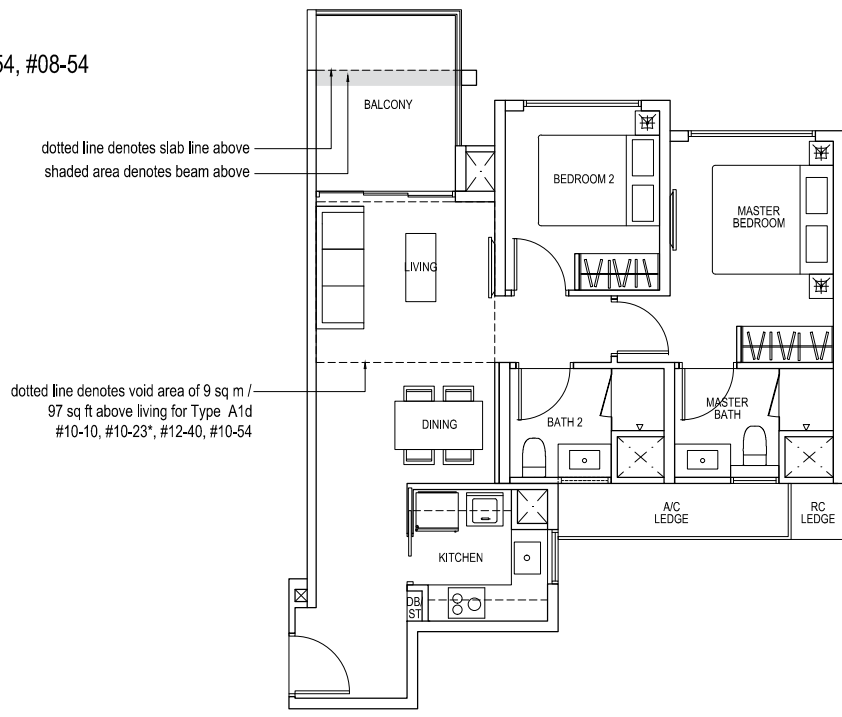 54, #08-54
BALCONY
dotted line denotes slab line above
shaded area denotes beam above
BEDROOM 2
MASTER
BEDROOM
LIVING
dotted line denotes void area of 9 sq m /
97 sq ft above living for Type A1d
#10-10, #10-23*, #12-40, #10-54
DINING
BATH 2
MASTER
BATH
A/C
LEDGE
RC
LEDGE
KITCHEN
DB/
ST